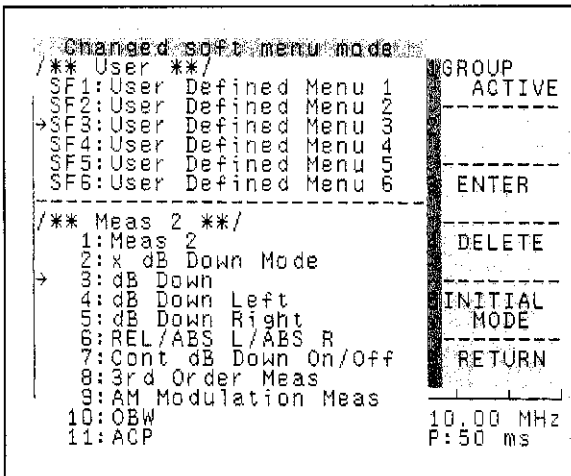 Changed soft menu mode
/** User **/
SF1:User Defined Menu 1
SF2:User Defined Menu 2
→SF3:User Defined Menu 3
SF4:User Defined Menu 4
SF5:User Defined Menu 5
SF6:User Defined Menu 6
/** Meas 2 **/
1:Meas 2
2:x dB Down Mode
→ 3:dB Down
4:dB Down Left
5:dB Down Right
6:REL/ABS L/ABS R
7:Cont dB Down On/Off
8:3rd Order Meas
9:AM Modulation Meas
10:OBW
11:ACP
GROUP
ACTIVE
ENTER
DELETE
INITIAL
MODE
RETURN
10.00 MHz
P:50 ms